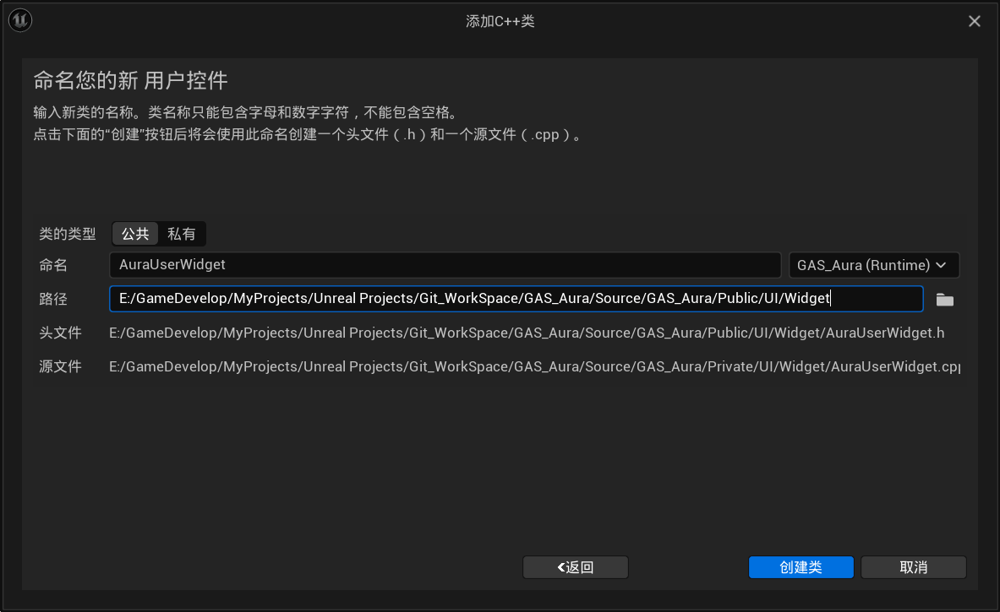 添加C++类
命名您的新 用户控件
输入新类的名称。类名称只能包含字母和数字字符，不能包含空格。
点击下面的“创建”按钮后将会使用此命名创建一个头文件（.h）和一个源文件（.cpp）。
类的类型 公共 私有
命名 AuraUserWidget GAS_Aura (Runtime)
路径 E:/GameDevelop/MyProjects/Unreal Projects/Git_WorkSpace/GAS_Aura/Source/GAS_Aura/Public/UI/Widget
头文件 E:/GameDevelop/MyProjects/Unreal Projects/Git_WorkSpace/GAS_Aura/Source/GAS_Aura/Public/UI/Widget/AuraUserWidget.h
源文件 E:/GameDevelop/MyProjects/Unreal Projects/Git_WorkSpace/GAS_Aura/Source/GAS_Aura/Private/UI/Widget/AuraUserWidget.cpp
返回 创建类 取消